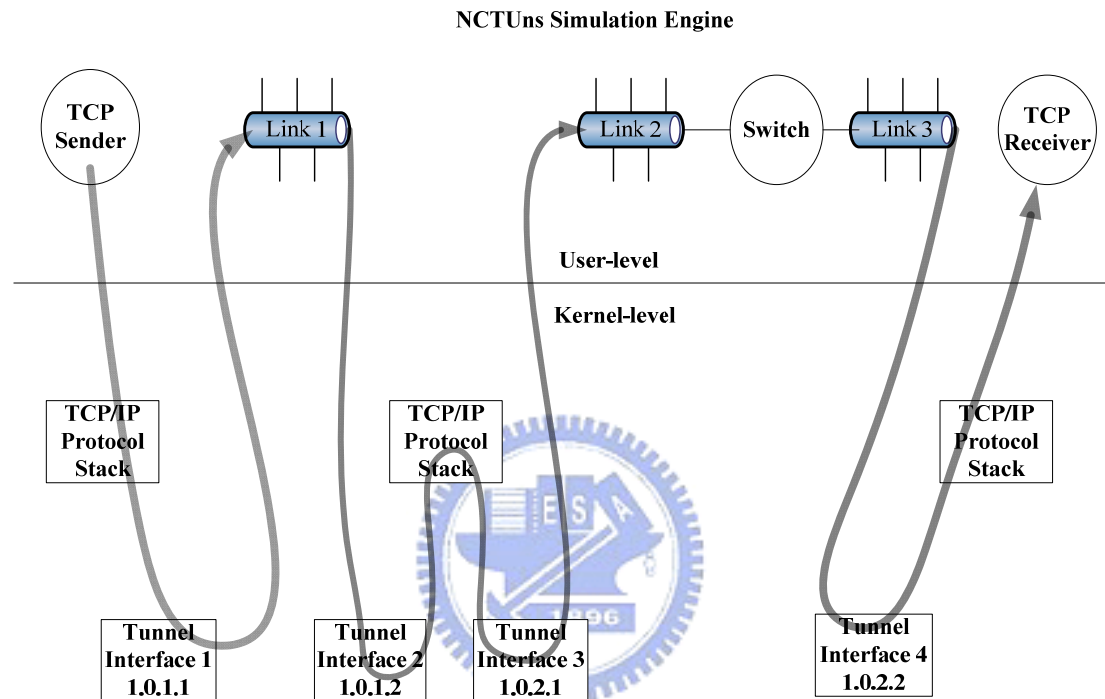 NCTUns Simulation Engine
TCP
Sender
Link 1
Link 2
Switch
Link 3
TCP
Receiver
User-level
Kernel-level
TCP/IP
Protocol
Stack
TCP/IP
Protocol
Stack
TCP/IP
Protocol
Stack
E S A
1896
Tunnel
Interface 1
1.0.1.1
Tunnel
Interface 2
1.0.1.2
Tunnel
Interface 3
1.0.2.1
Tunnel
Interface 4
1.0.2.2